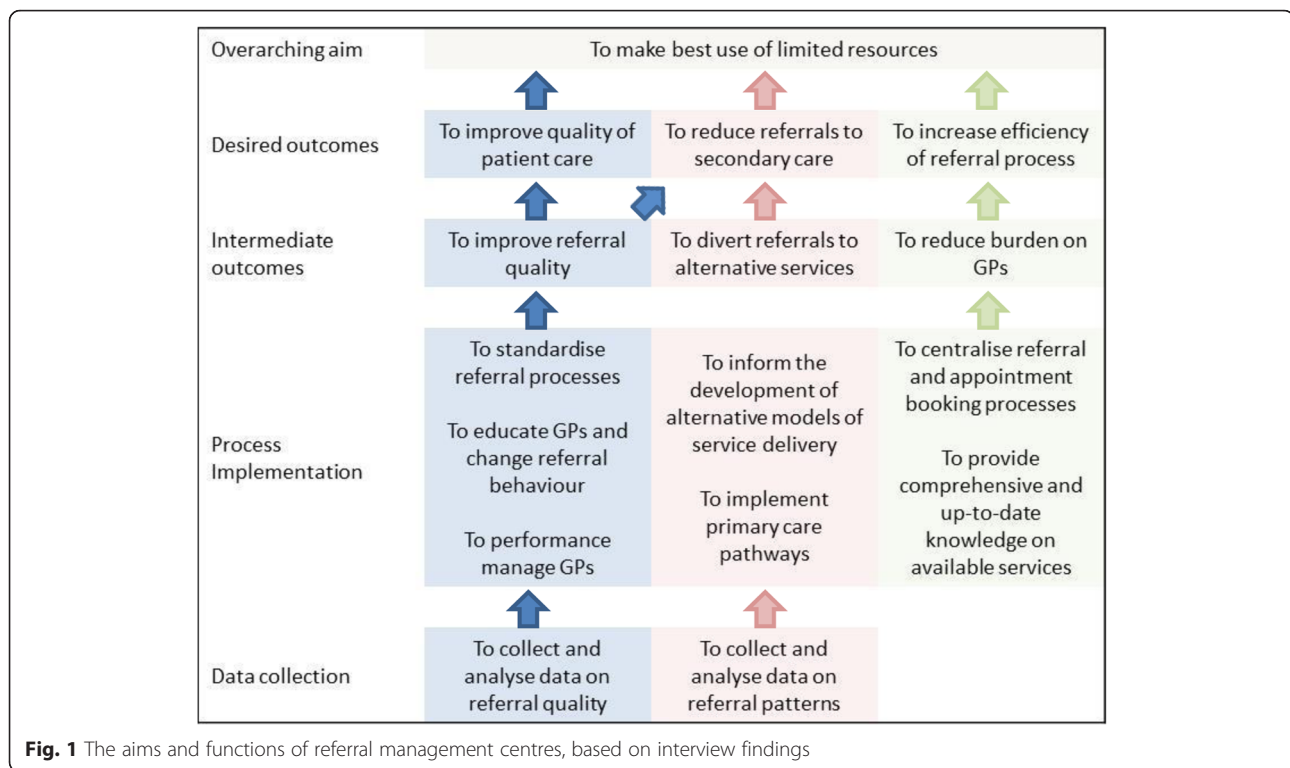 Overarching aim
To make best use of limited resources
Desired outcomes
To improve quality of
patient care
To reduce referrals to
secondary care
To increase efficiency
of referral process
Intermediate
outcomes
To improve referral
quality
To divert referrals to
alternative services
To reduce burden on
GPs
Process
Implementation
To standardise
referral processes
To educate GPs and
change referral
behaviour
To performance
manage GPs
To inform the
development of
alternative models of
service delivery
To implement
primary care
pathways
To centralise referral
and appointment
booking processes
To provide
comprehensive and
up-to-date
knowledge on
available services
Data collection
To collect and
analyse data on
referral quality
To collect and
analyse data on
referral patterns
Fig. 1 The aims and functions of referral management centres, based on interview findings